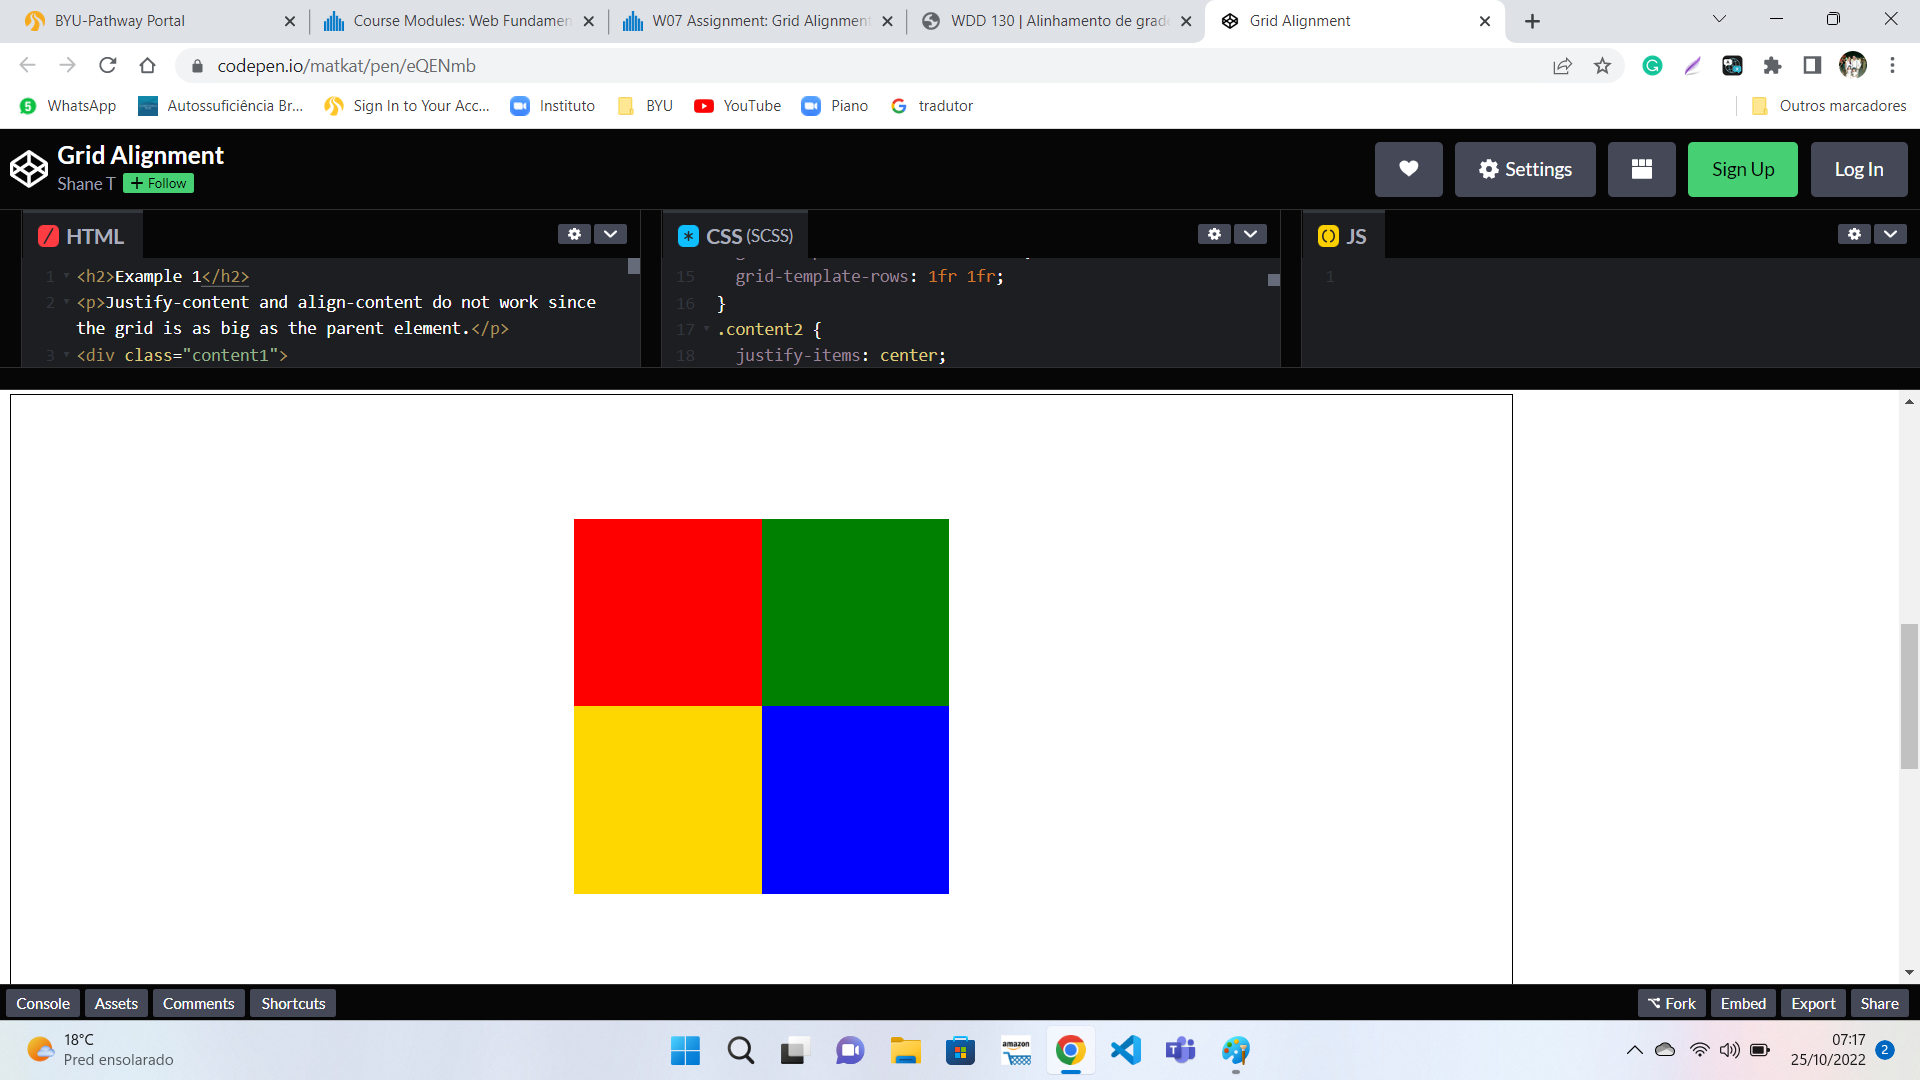 BYU-Pathway Portal
Course Modules: Web Fundamen
W07 Assignment: Grid Alignment
WDD 130 | Alinhamento de grade
Grid Alignment
codepen.io/matkat/pen/eQENmb
WhatsApp
Autossuficiência Br...
Sign In to Your Acc...
Instituto
BYU
YouTube
Piano
tradutor
Outros marcadores
Grid Alignment
Shane T
+ Follow
Settings
Sign Up
Log In
HTML
1 <h2>Example 1</h2>
2 <p>Justify-content and align-content do not work since
the grid is as big as the parent element.</p>
3 <div class="content1">
CSS (SCSS)
15 grid-template-rows: 1fr 1fr;
16 }
17 .content2 {
18 justify-items: center;
JS
1
Console
Assets
Comments
Shortcuts
Fork
Embed
Export
Share
18°C
Pred ensolarado
amazon
07:17
25/10/2022
2